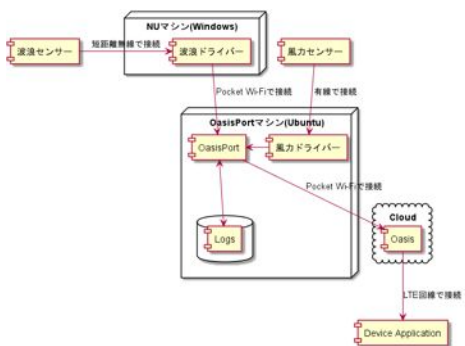 NUマシン(Windows)
波浪センサー
短距離無線で接続
波浪ドライバー
風力センサー
Pocket Wi-Fiで接続
有線で接続
OasisPortマシン(Ubuntu)
OasisPort
風力ドライバー
Pocket Wi-Fiで接続
Cloud
Logs
Oasis
LTE回線で接続
Device Application